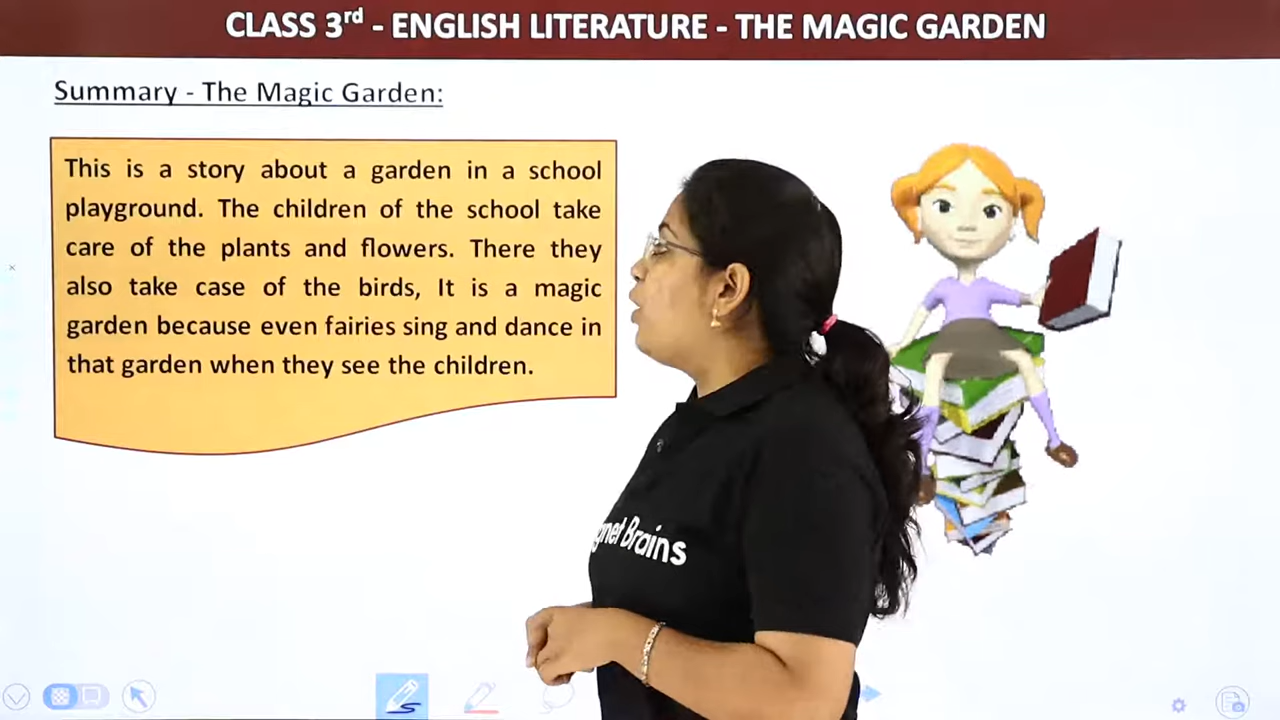 CLASS 3rd - ENGLISH LITERATURE - THE MAGIC GARDEN
Summary - The Magic Garden:
This is a story about a garden in a school
playground. The children of the school take
care of the plants and flowers. There they
also take case of the birds, It is a magic
garden because even fairies sing and dance in
that garden when they see the children.
gnet Brains